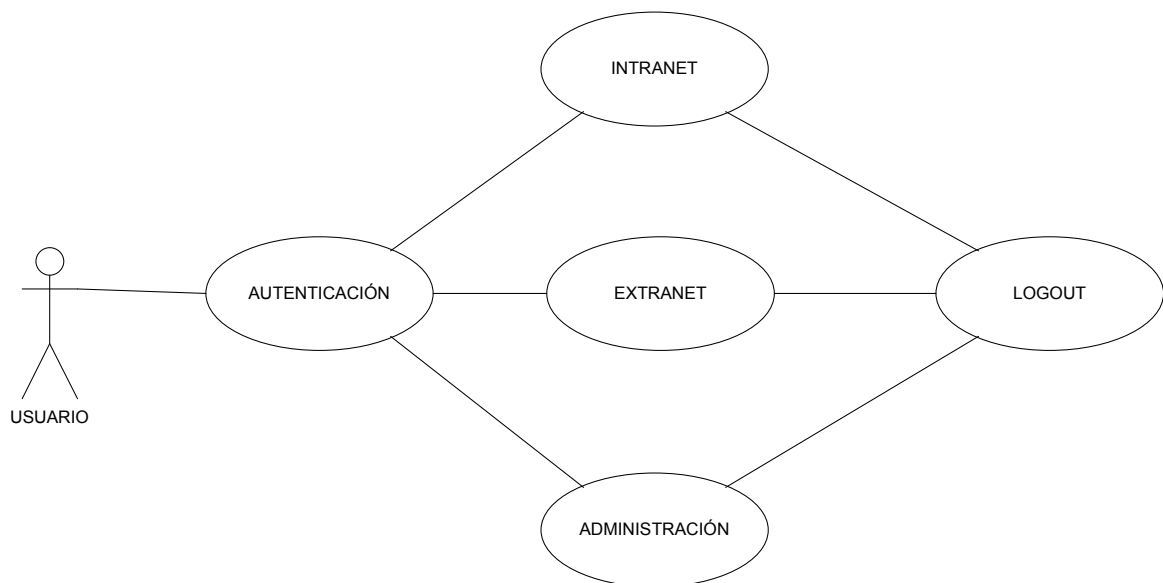 INTRANET
AUTENTICACIÓN
EXTRANET
LOGOUT
USUARIO
ADMINISTRACIÓN